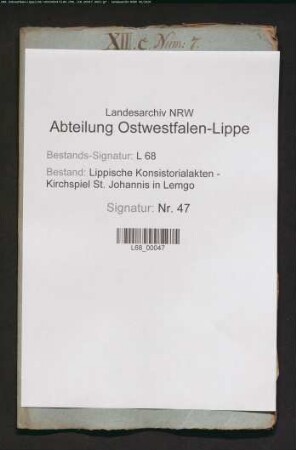 XII. c. Num: 7.
Landesarchiv NRW
Abteilung Ostwestfalen-Lippe
Bestands-Signatur: L 68
Bestand: Lippische Konsistorialakten -
Kirchspiel St. Johannis in Lemgo
Signatur: Nr. 47
L68_00047